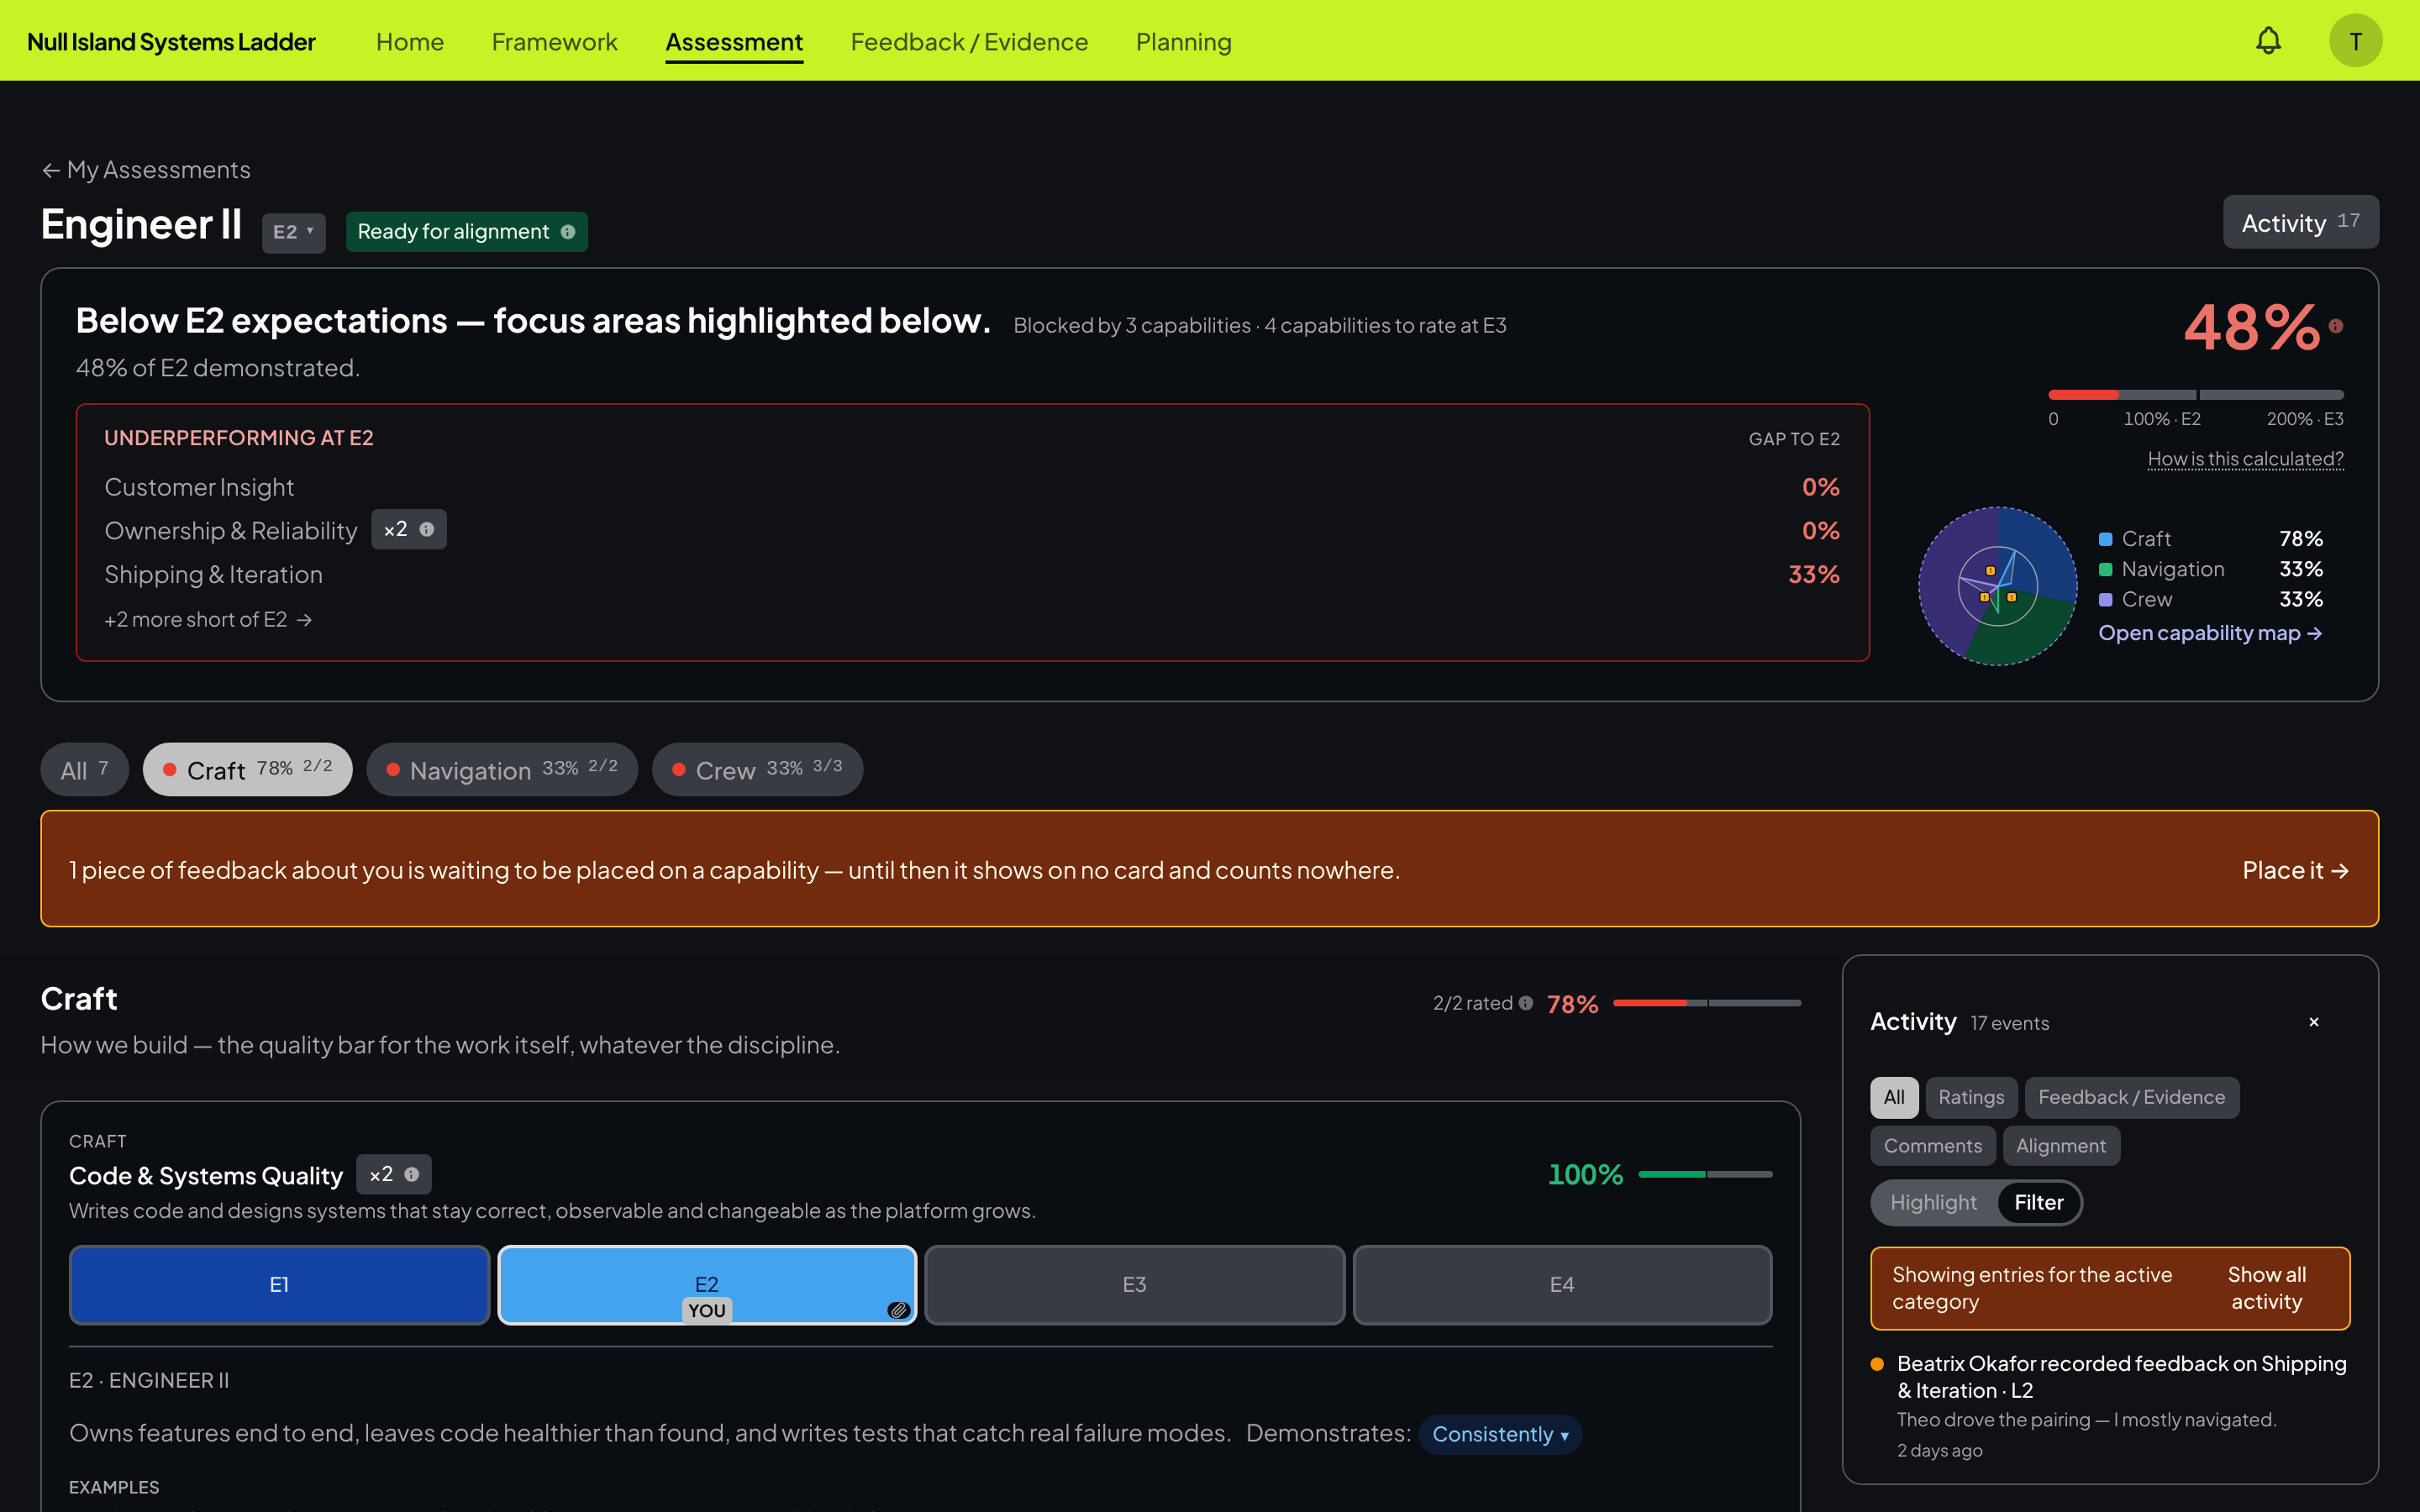 Null Island Systems Ladder
Home
Framework
Assessment
Feedback / Evidence
Planning
T
← My Assessments
Engineer II
E2 ▾
Ready for alignment
Activity 17
Below E2 expectations — focus areas highlighted below.
Blocked by 3 capabilities · 4 capabilities to rate at E3
48% of E2 demonstrated.
48%
0
100% · E2
200% · E3
How is this calculated?
UNDERPERFORMING AT E2
GAP TO E2
Customer Insight
0%
Ownership & Reliability
×2
0%
Shipping & Iteration
33%
+2 more short of E2 →
Craft 78%
Navigation 33%
Crew 33%
Open capability map →
All 7
Craft 78% 2/2
Navigation 33% 2/2
Crew 33% 3/3
1 piece of feedback about you is waiting to be placed on a capability — until then it shows on no card and counts nowhere.
Place it →
Craft
2/2 rated
78%
How we build — the quality bar for the work itself, whatever the discipline.
CRAFT
Code & Systems Quality
×2
100%
Writes code and designs systems that stay correct, observable and changeable as the platform grows.
E1
E2
YOU
E3
E4
E2 · ENGINEER II
Owns features end to end, leaves code healthier than found, and writes tests that catch real failure modes.
Demonstrates:
Consistently ▾
EXAMPLES
Activity
17 events
×
All
Ratings
Feedback / Evidence
Comments
Alignment
Highlight
Filter
Showing entries for the active
category
Show all
activity
Beatrix Okafor recorded feedback on Shipping
& Iteration · L2
Theo drove the pairing — I mostly navigated.
2 days ago